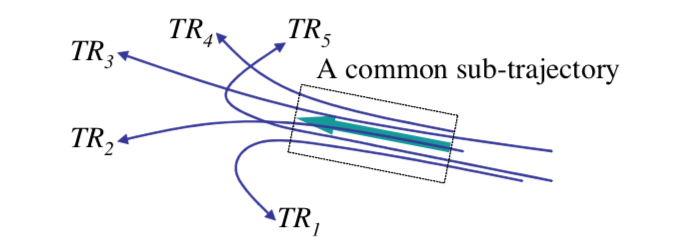 TR4 TR5
TR3
A common sub-trajectory
TR2
TR1